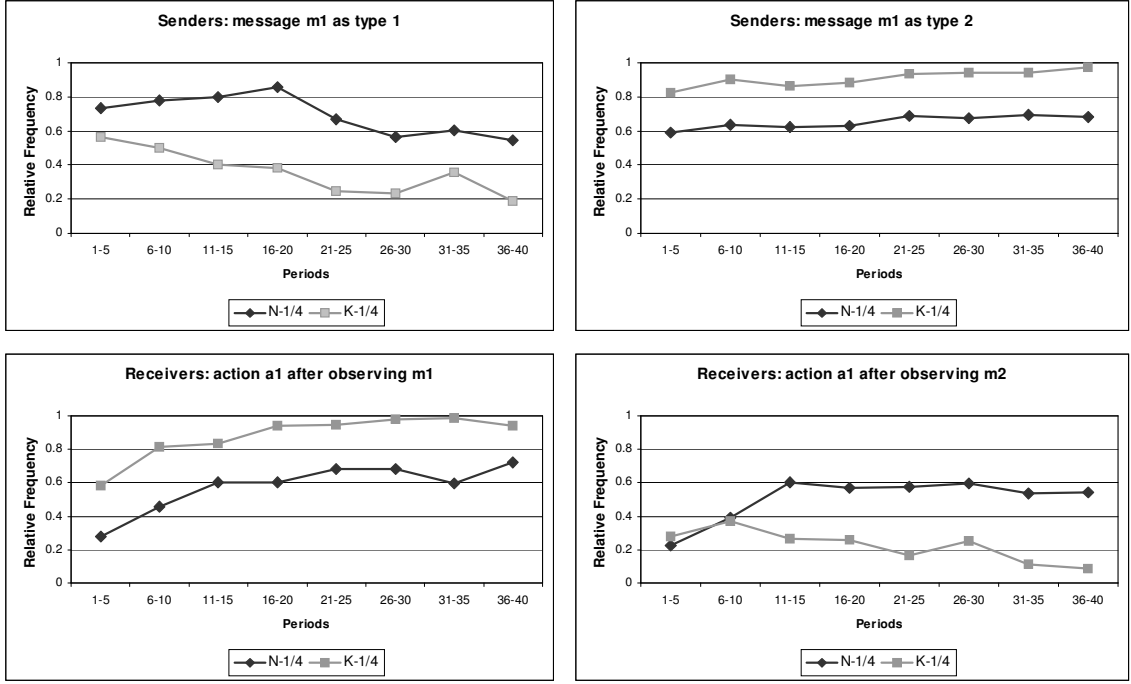 Senders: message m1 as type 1
Relative Frequency
1
0.8
0.6
0.4
0.2
0
1-5 6-10 11-15 16-20 21-25 26-30 31-35 36-40
Periods
N-1/4 K-1/4
Senders: message m1 as type 2
Relative Frequency
1
0.8
0.6
0.4
0.2
0
1-5 6-10 11-15 16-20 21-25 26-30 31-35 36-40
Periods
N-1/4 K-1/4
Receivers: action a1 after observing m1
Relative Frequency
1
0.8
0.6
0.4
0.2
0
1-5 6-10 11-15 16-20 21-25 26-30 31-35 36-40
Periods
N-1/4 K-1/4
Receivers: action a1 after observing m2
Relative Frequency
1
0.8
0.6
0.4
0.2
0
1-5 6-10 11-15 16-20 21-25 26-30 31-35 36-40
Periods
N-1/4 K-1/4